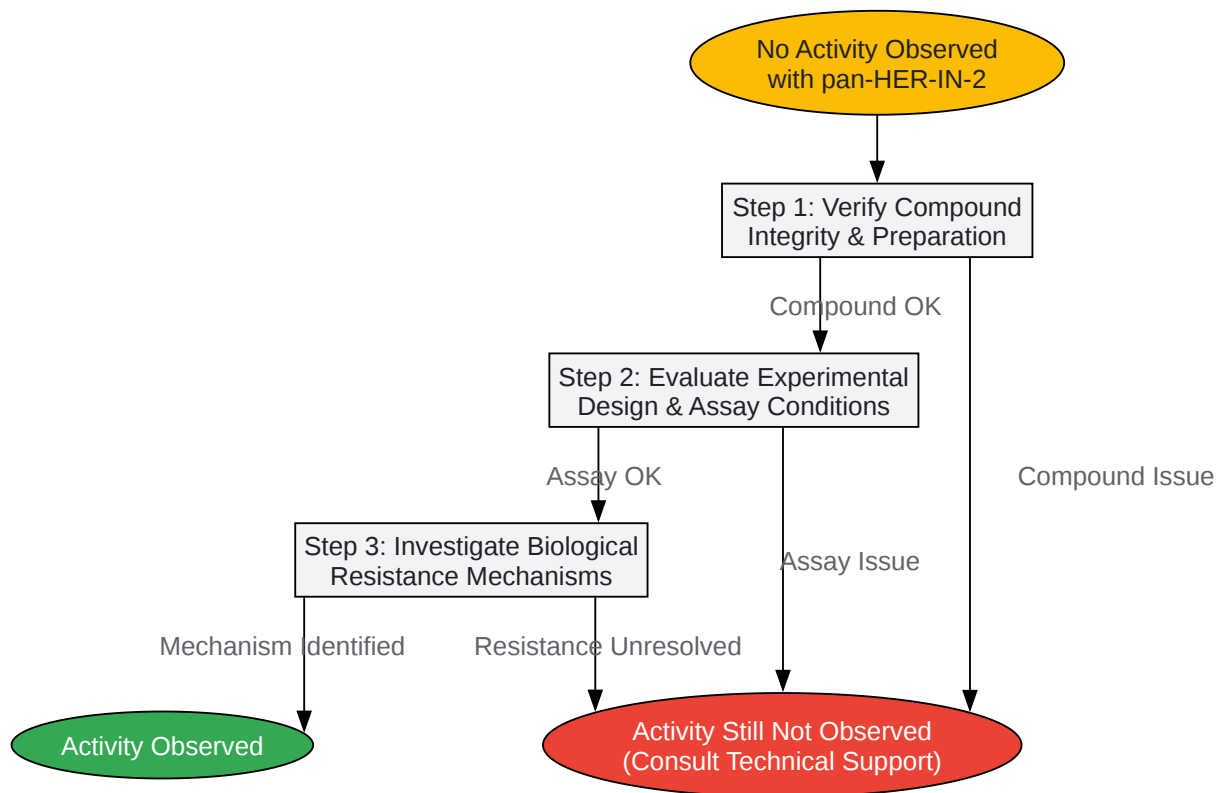 No Activity Observed
with pan-HER-IN-2
Step 1: Verify Compound
Integrity & Preparation
Compound OK
Step 2: Evaluate Experimental
Design & Assay Conditions
Assay OK
Compound Issue
Step 3: Investigate Biological
Resistance Mechanisms
Assay Issue
Mechanism Identified
Resistance Unresolved
Activity Observed
Activity Still Not Observed
(Consult Technical Support)